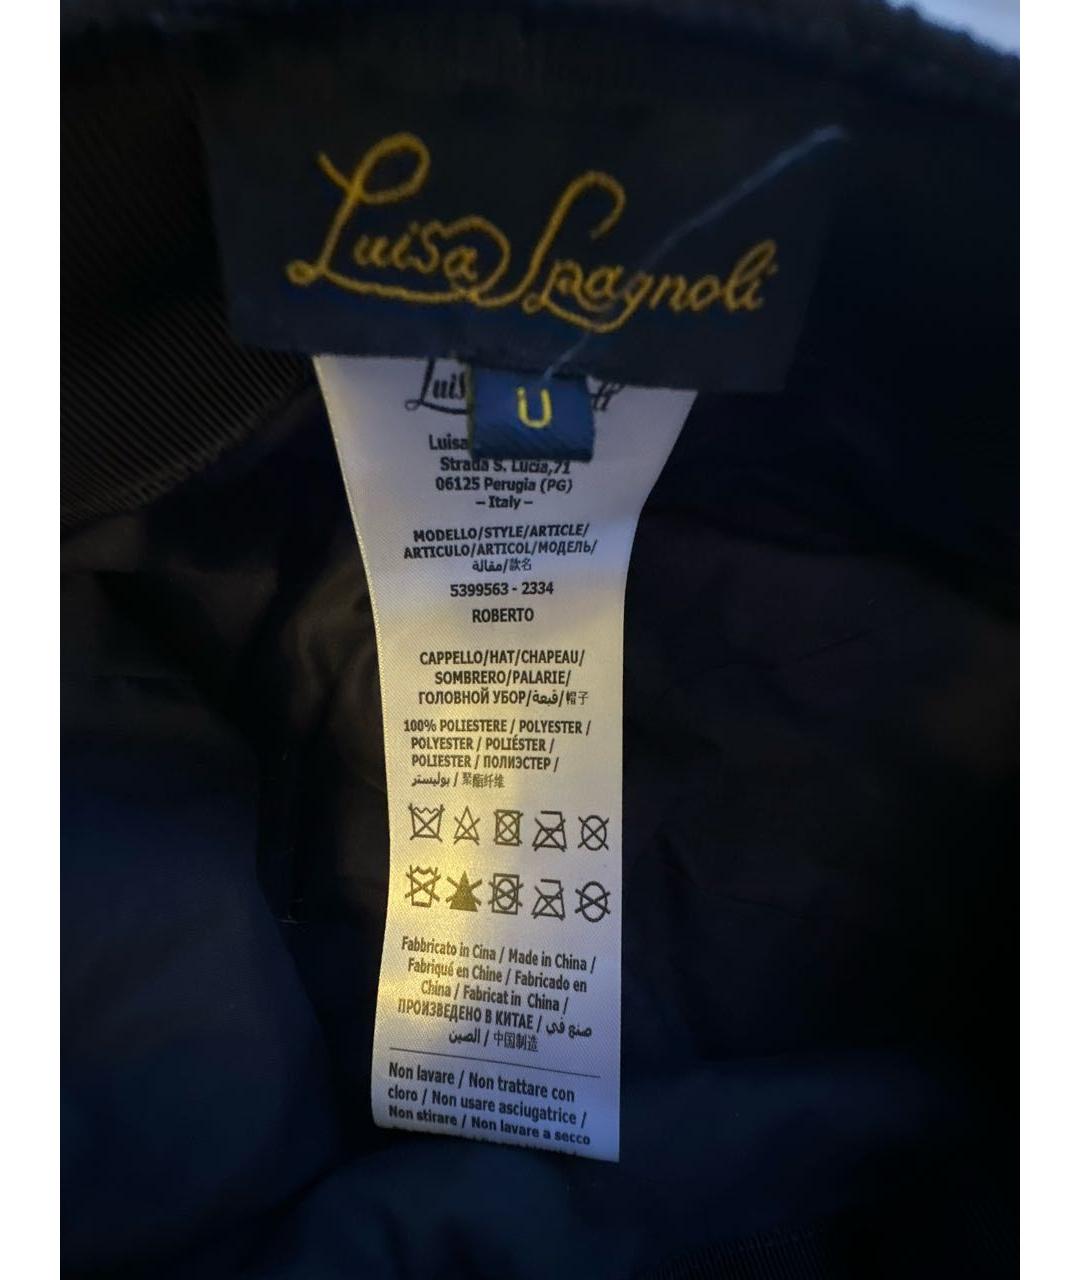 Luisa Spagnoli
U
Luisa
Strada S. Lucia,71
06125 Perugia (PG)
– Italy –
MODELLO/STYLE/ARTICLE/
ARTICULO/ARTICOL/МОДЕЛЬ/
مقالة/款名
5399563 - 2334
ROBERTO
CAPPELLO/HAT/CHAPEAU/
SOMBRERO/PALARIE/
ГОЛОВНОЙ УБОР/قبعة/帽子
100% POLIESTERE / POLYESTER /
POLYESTER / POLIÉSTER /
POLIESTER / ПОЛИЭСТЕР /
بوليستر / 聚酯纤维
Fabbricato in Cina / Made in China /
Fabriqué en Chine / Fabricado en
China / Fabricat in China /
ПРОИЗВЕДЕНО В КИТАЕ / صنع في
الصين / 中国制造
Non lavare / Non trattare con
cloro / Non usare asciugatrice /
Non stirare / Non lavare a secco